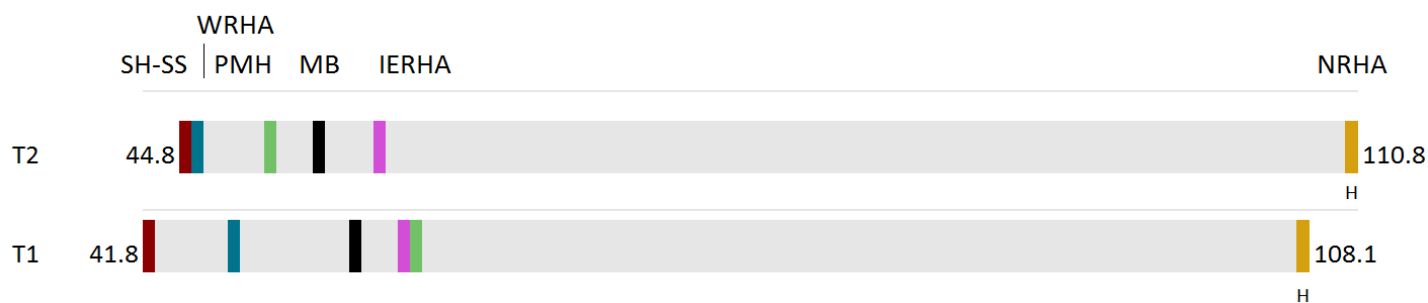 WRHA
SH-SS PMH MB IERHA NRHA
T2 44.8 110.8
H
T1 41.8 108.1
H